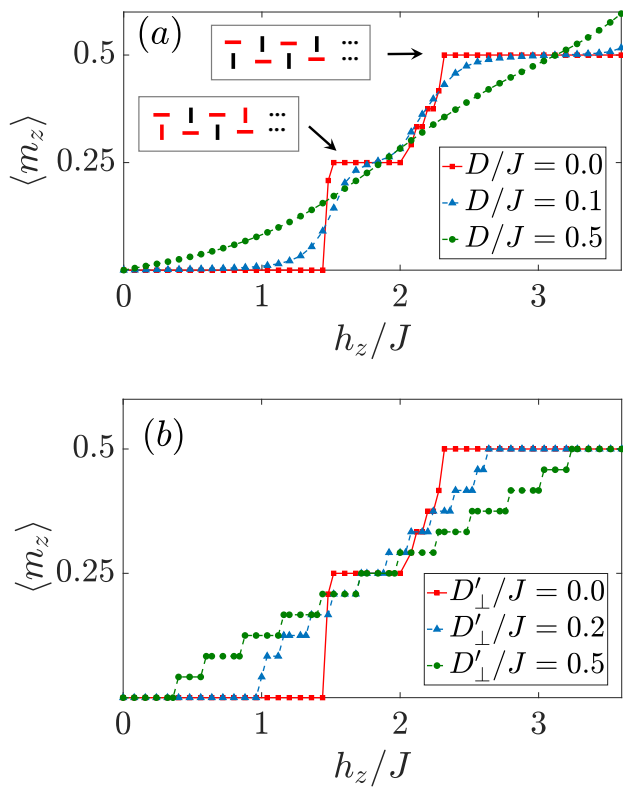 (a)
...
...
...
...
0.5
0.25
⟨m_z⟩
D/J = 0.0
D/J = 0.1
D/J = 0.5
0 1 2 3
h_z/J
(b)
0.5
0.25
⟨m_z⟩
D′_⊥/J = 0.0
D′_⊥/J = 0.2
D′_⊥/J = 0.5
0 1 2 3
h_z/J